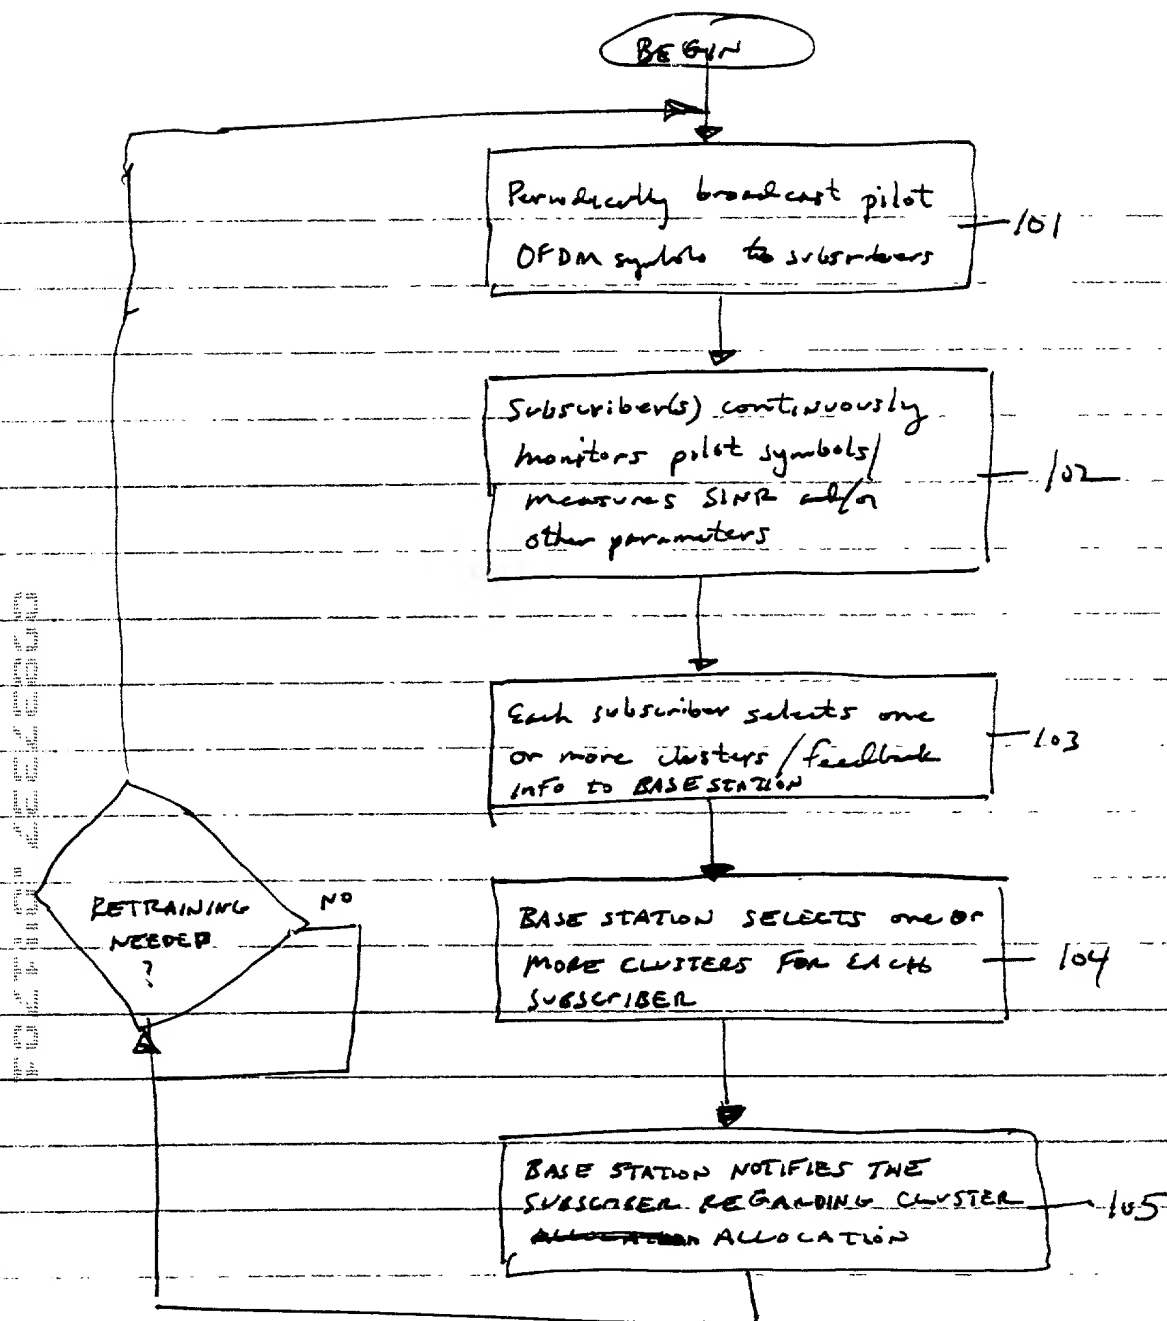 BEGIN
Periodically broadcast pilot
OFDM symbols to subscribers
101
Subscriber(s) continuously
monitors pilot symbols/
measures SINR and/or
other parameters
102
Each subscriber selects one
or more clusters/feedback
info to BASE STATION
103
RETRAINING
NEEDED
?
NO
BASE STATION SELECTS one or
MORE CLUSTERS FOR EACH
SUBSCRIBER
104
BASE STATION NOTIFIES THE
SUBSCRIBER REGARDING CLUSTER
ALLOCATION
105